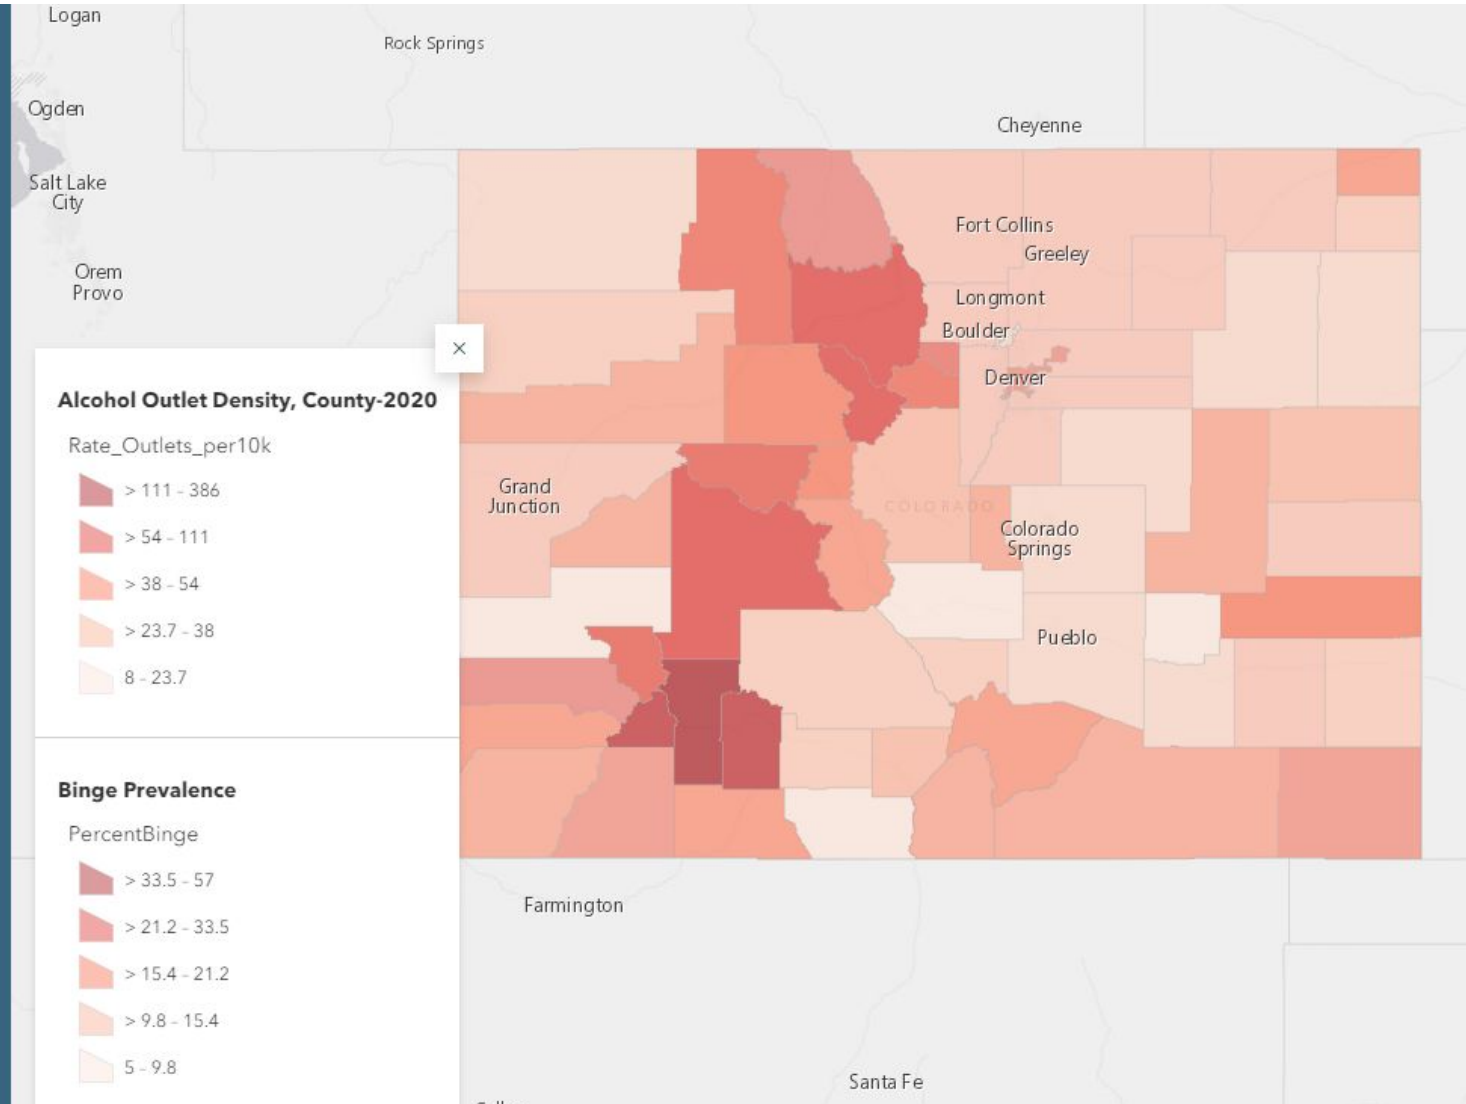 Logan
Rock Springs
Ogden
Cheyenne
Salt Lake
City
Fort Collins
Greeley
Orem
Provo
Longmont
Boulder
Denver
×
Alcohol Outlet Density, County-2020
Rate_Outlets_per10k
> 111 - 386
> 54 - 111
> 38 - 54
> 23.7 - 38
8 - 23.7
Grand
Junction
COLORADO
Colorado
Springs
Pueblo
Binge Prevalence
PercentBinge
> 33.5 - 57
> 21.2 - 33.5
> 15.4 - 21.2
> 9.8 - 15.4
5 - 9.8
Farmington
Santa Fe